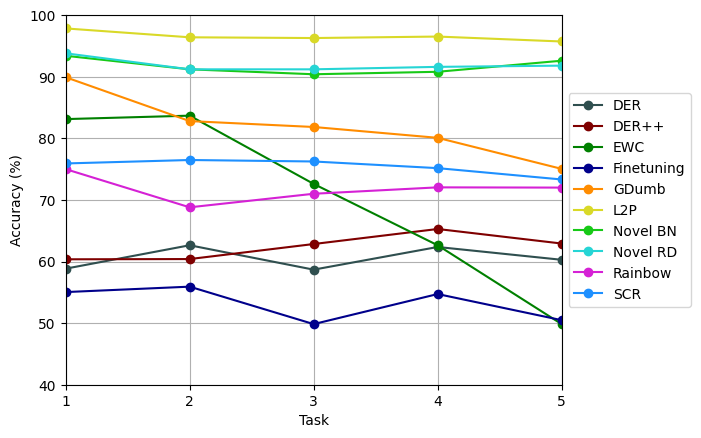 100
90
80
70
60
50
40
Accuracy (%)
1 2 3 4 5
Task
DER
DER++
EWC
Finetuning
GDumb
L2P
Novel BN
Novel RD
Rainbow
SCR